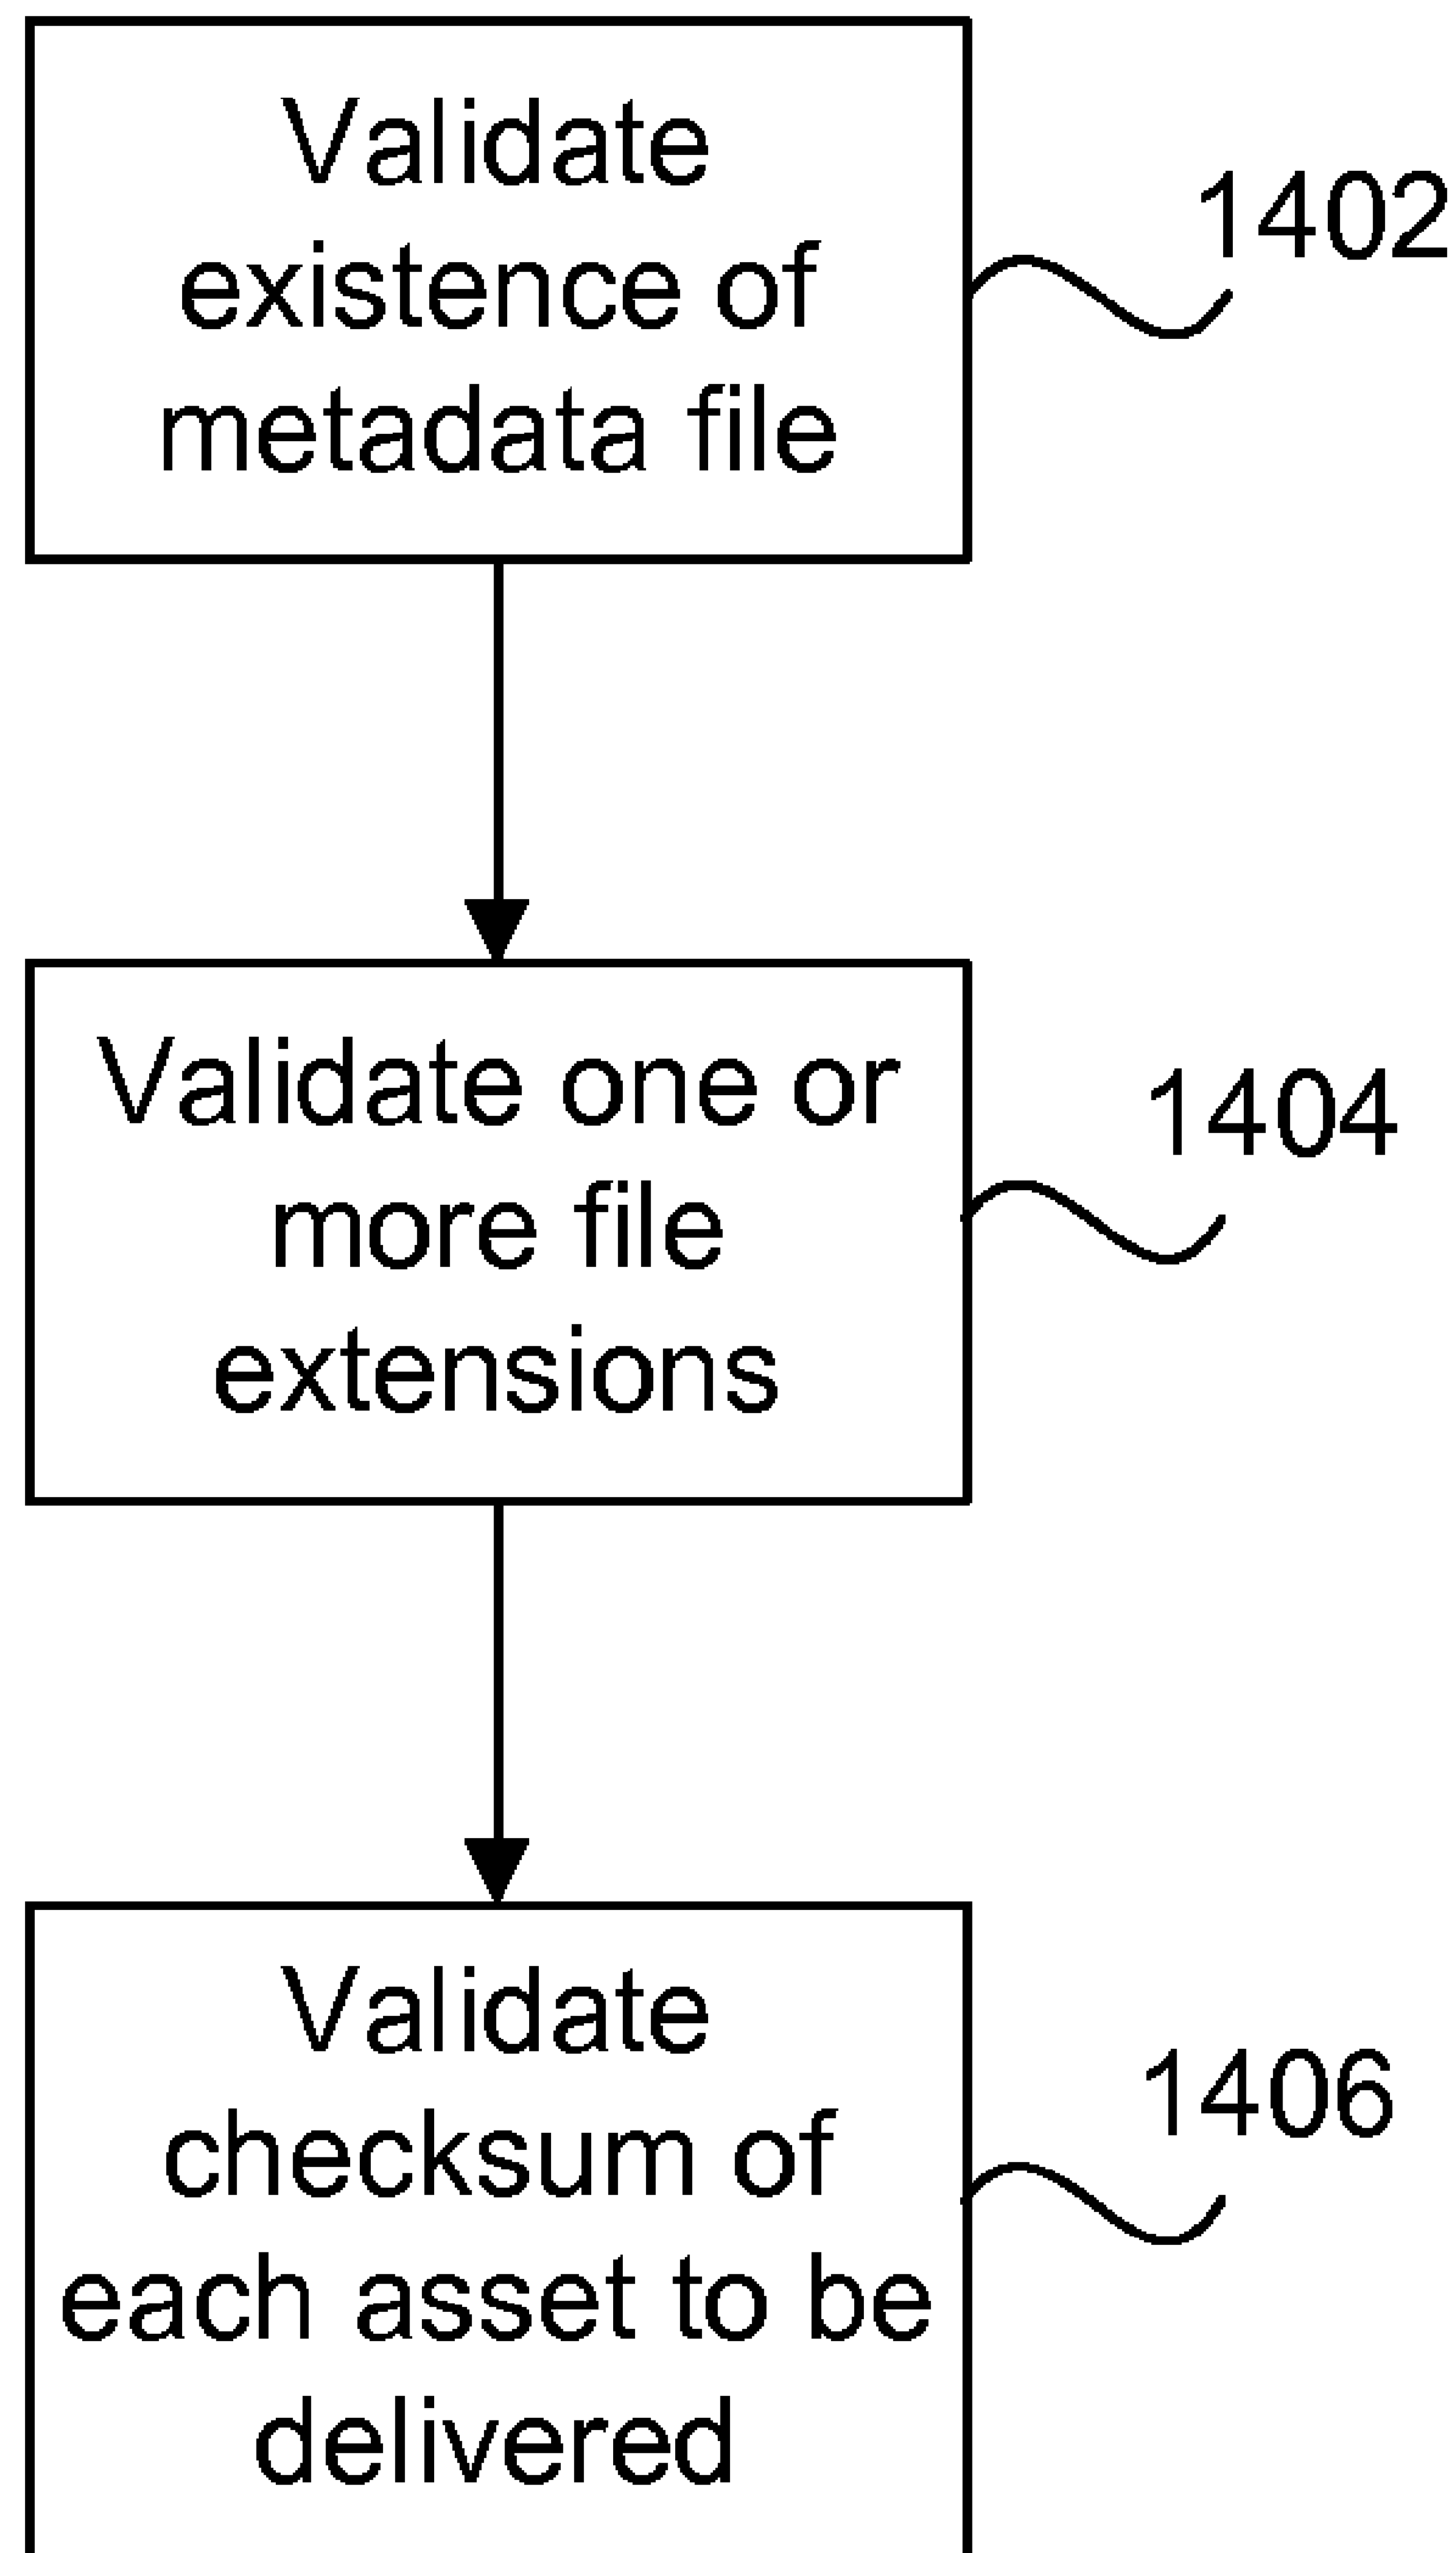 Validate
existence of
metadata file
1402
Validate one or
more file
extensions
1404
Validate
checksum of
each asset to be
delivered
1406